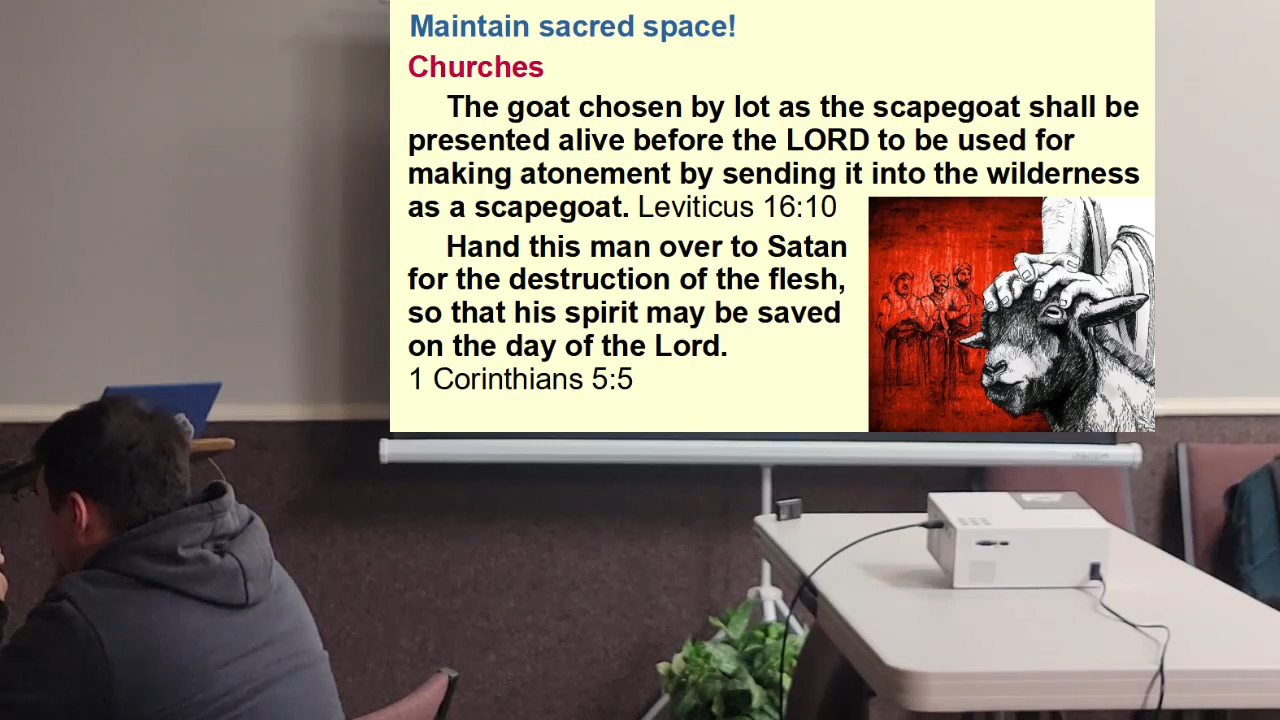 Maintain sacred space!
Churches
The goat chosen by lot as the scapegoat shall be
presented alive before the LORD to be used for
making atonement by sending it into the wilderness
as a scapegoat. Leviticus 16:10
Hand this man over to Satan
for the destruction of the flesh,
so that his spirit may be saved
on the day of the Lord.
1 Corinthians 5:5